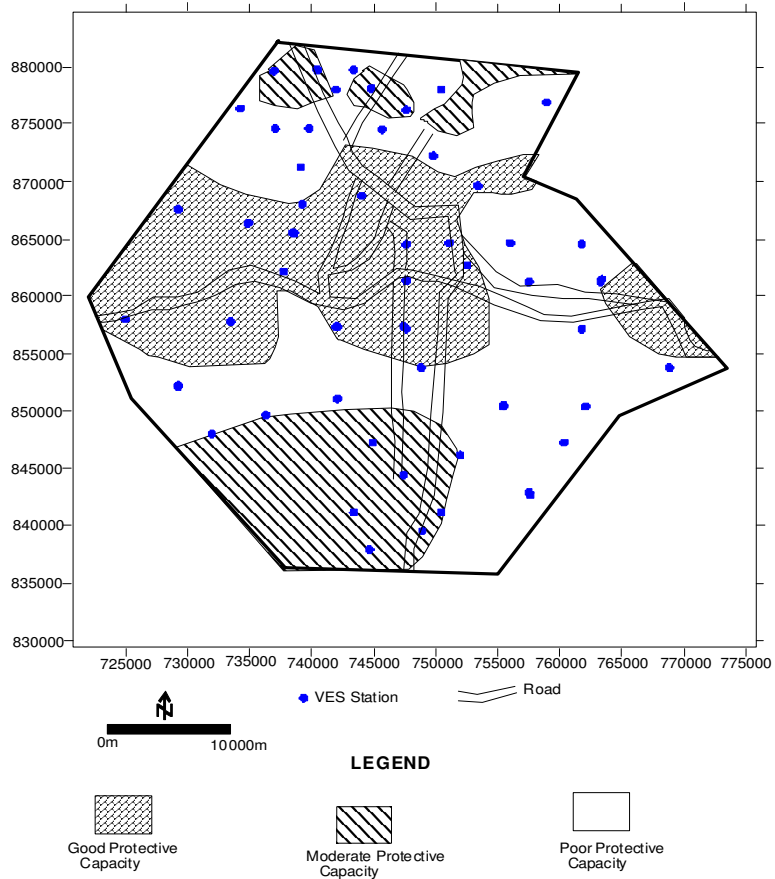 880000
875000
870000
865000
860000
855000
850000
845000
840000
835000
830000
725000 730000 735000 740000 745000 750000 755000 760000 765000 770000 775000
VES Station
Road
N
0m 10000m
LEGEND
Good Protective
Capacity
Moderate Protective
Capacity
Poor Protective
Capacity